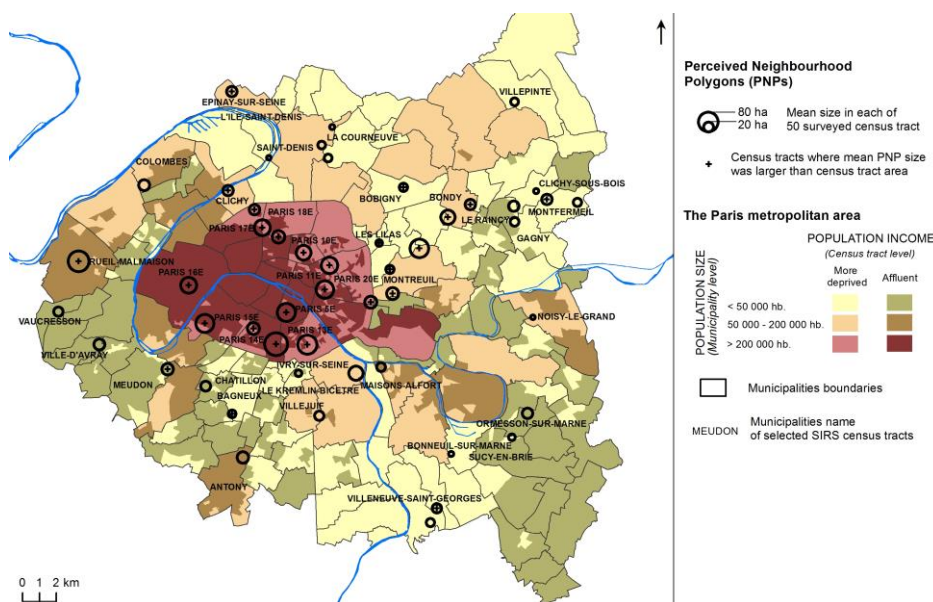 VILLEPINTE
EPINAY-SUR-SEINE
L'ILE-SAINT-DENIS
LA COURNEUVE
SAINT-DENIS
COLOMBES
CLICHY-SOUS-BOIS
CLICHY
BOBIGNY
BONDY
MONTFERMEIL
PARIS 18E
LE RAINCY
PARIS 17E
GAGNY
LES LILAS
PARIS 10E
RUEIL-MALMAISON
PARIS 16E
PARIS 11E
PARIS 20E
MONTREUIL
PARIS 5E
NOISY-LE-GRAND
VAUCRESSON
PARIS 15E
PARIS 13E
PARIS 14E
VILLE-D'AVRAY
IVRY-SUR-SEINE
MEUDON
CHATILLON
MAISONS-ALFORT
LE KREMLIN-BICETRE
BAGNEUX
VILLEJUIF
ORMESSON-SUR-MARNE
BONNEUIL-SUR-MARNE
SUCY-EN-BRIE
ANTONY
VILLENEUVE-SAINT-GEORGES
0 1 2 km
Perceived Neighbourhood
Polygons (PNPs)
80 ha
20 ha
Mean size in each of
50 surveyed census tract
Census tracts where mean PNP size
was larger than census tract area
The Paris metropolitan area
POPULATION SIZE
(Municipality level)
POPULATION INCOME
(Census tract level)
More
deprived
Affluent
< 50 000 hb.
50 000 - 200 000 hb.
> 200 000 hb.
Municipalities boundaries
MEUDON
Municipalities name
of selected SIRS census tracts